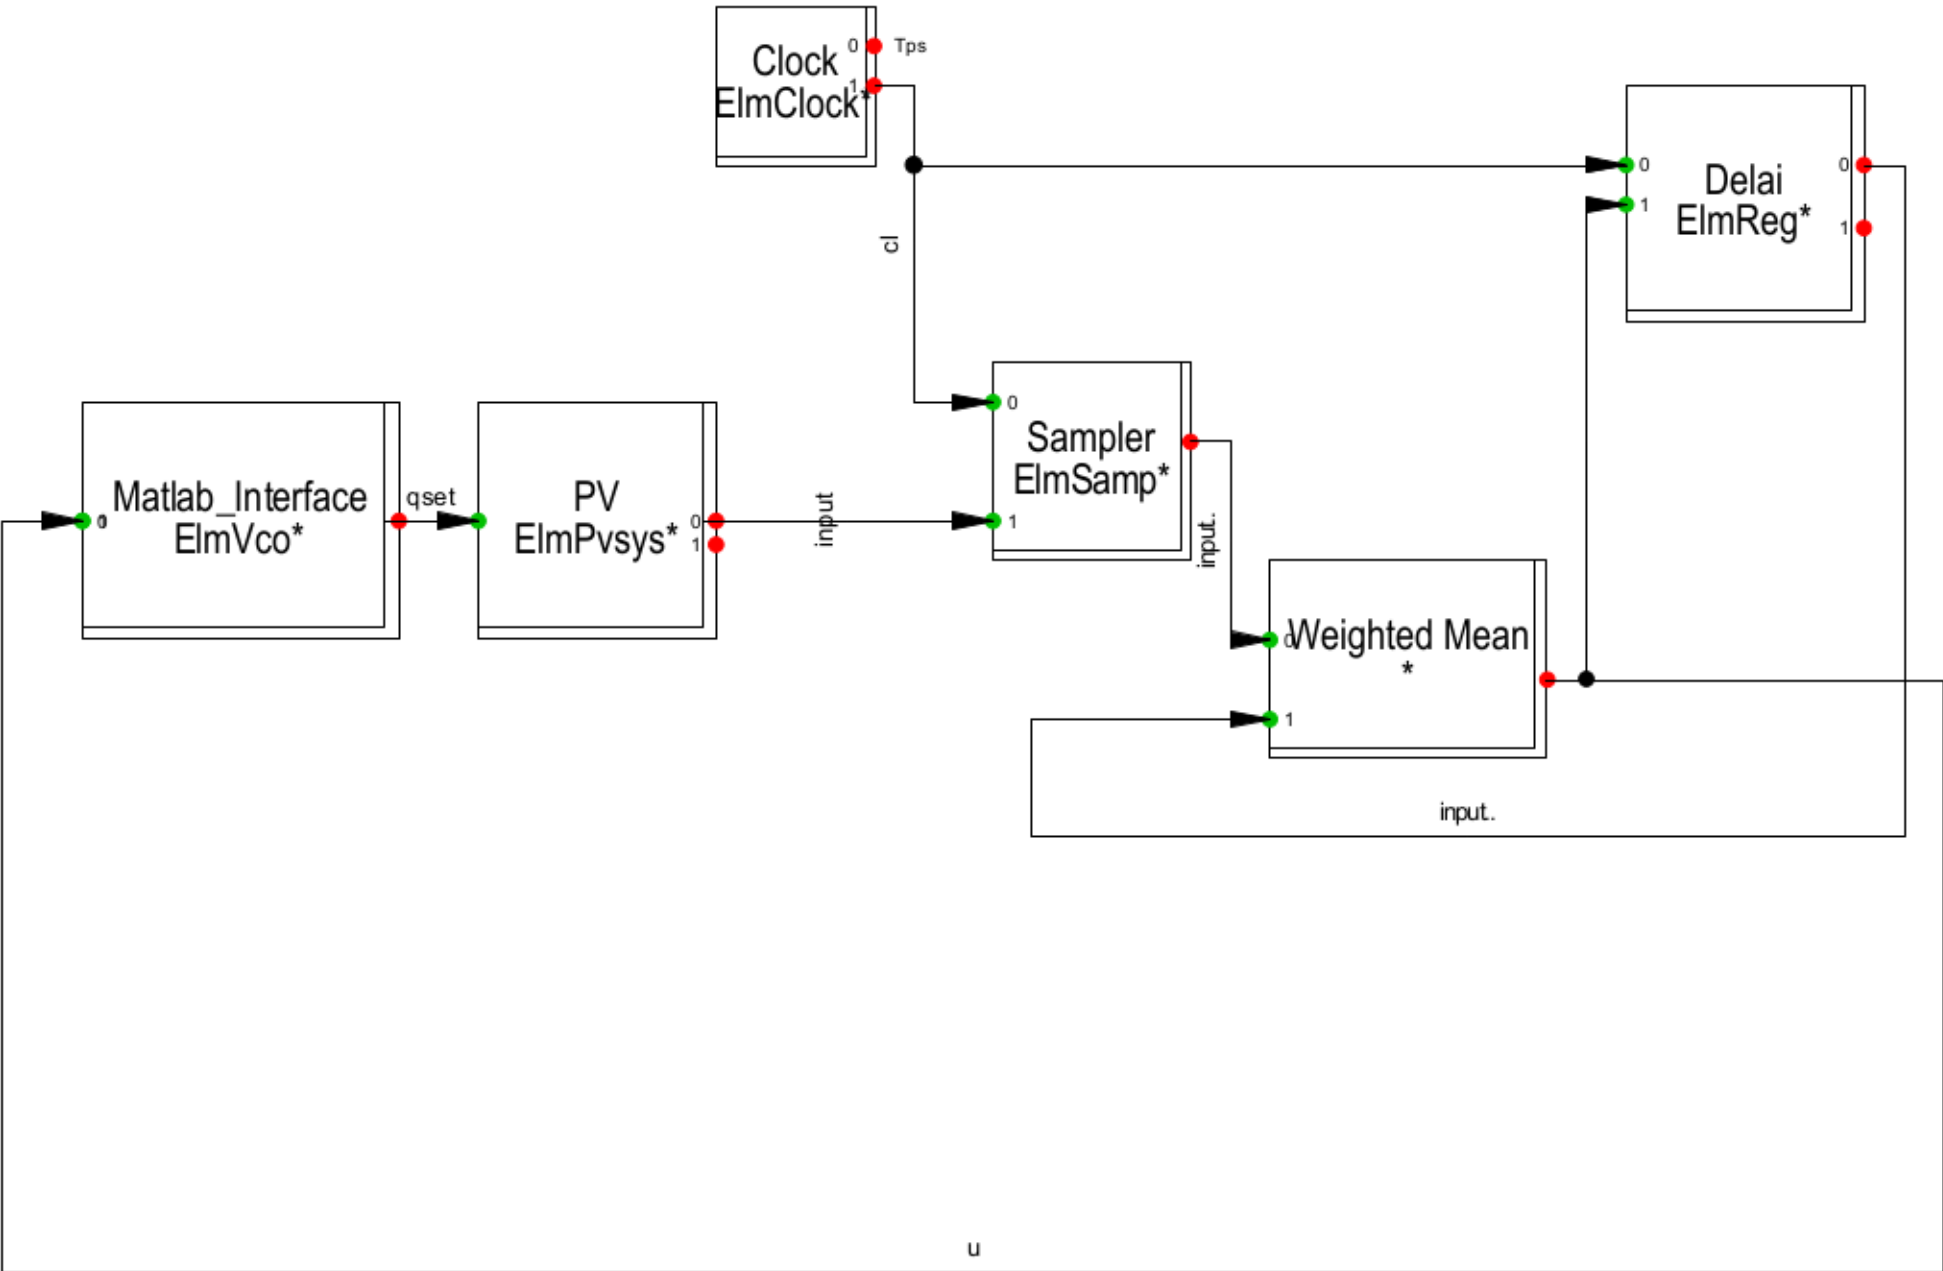 Clock
ElmClock*
0
Tps
1
Delai
ElmReg*
0
1
0
1
cl
Sampler
ElmSamp*
0
1
Matlab_Interface
ElmVco*
qset
PV
ElmPvsys*
0
1
input
input.
Weighted Mean
*
0
1
input..
u